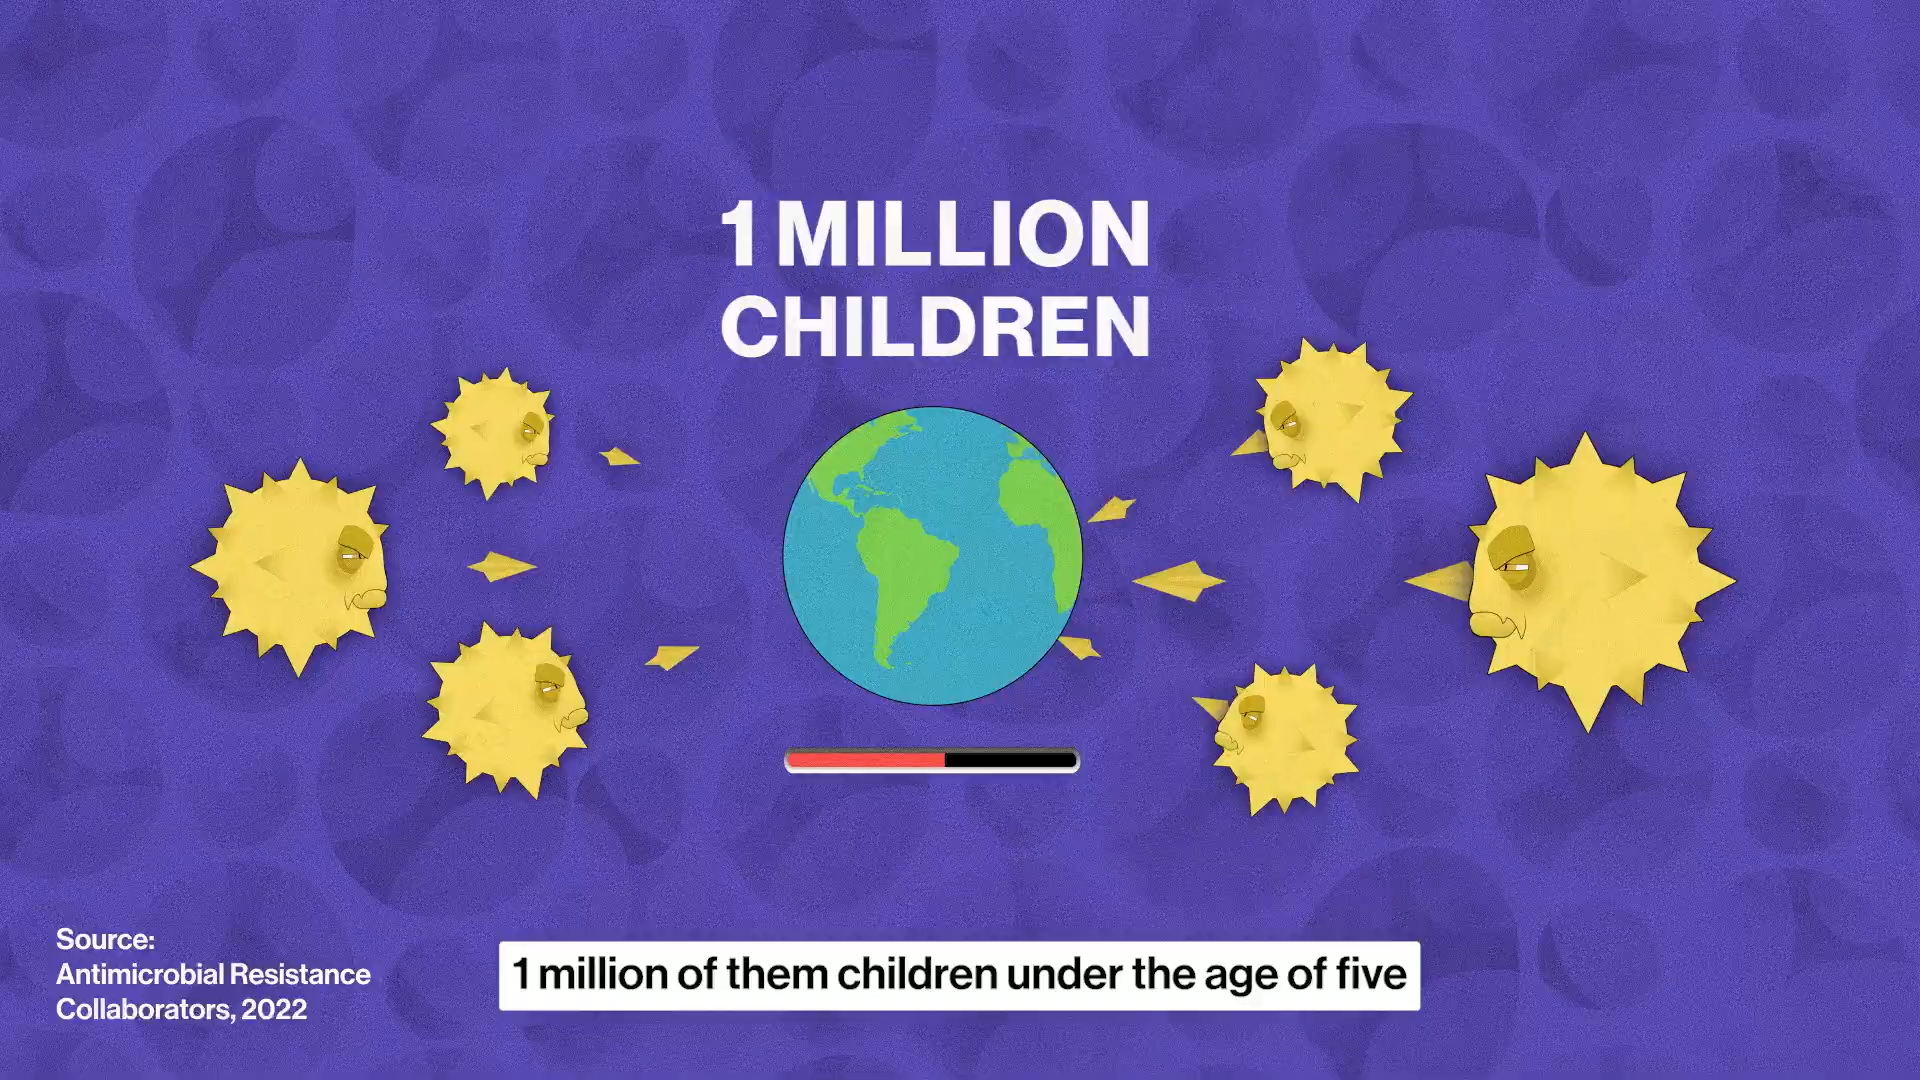 1 MILLION
CHILDREN
Source:
Antimicrobial Resistance
Collaborators, 2022
1 million of them children under the age of five